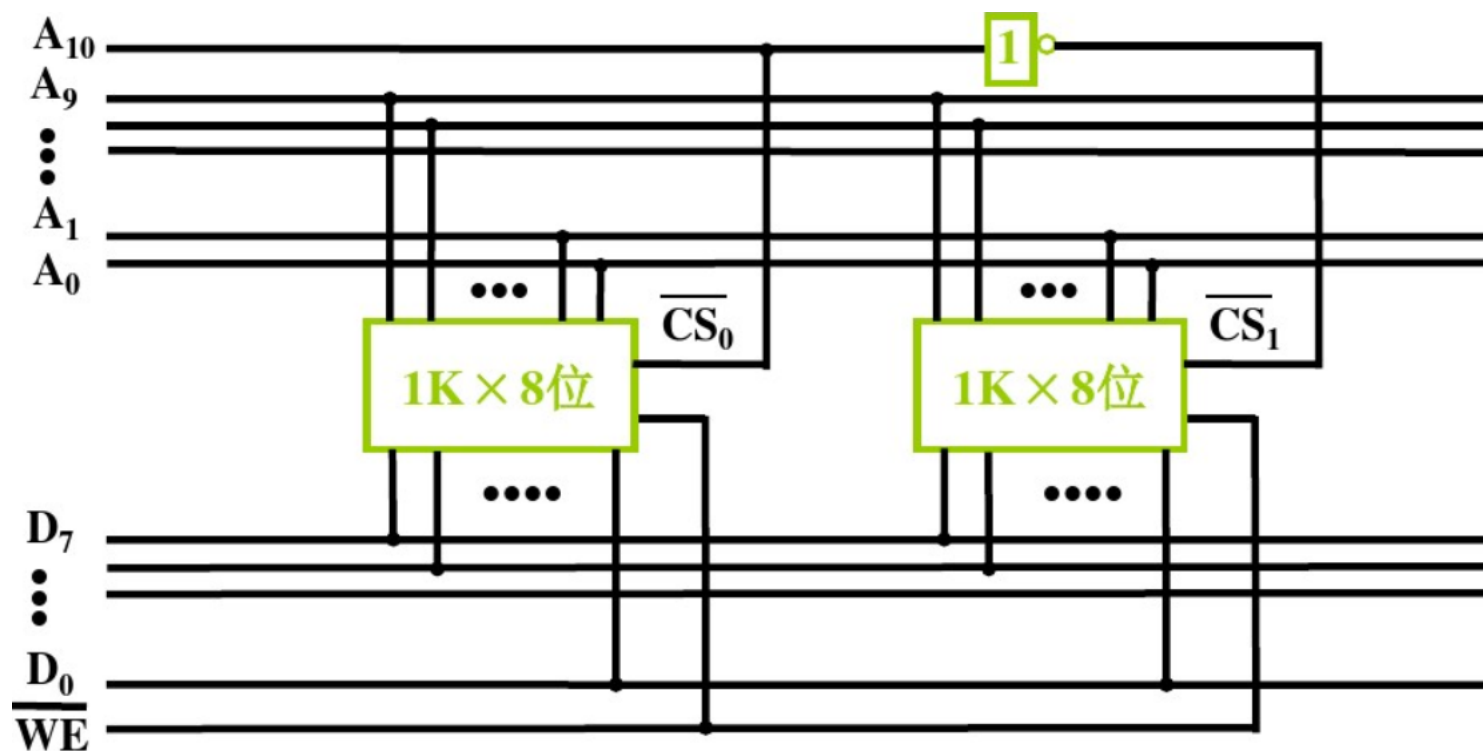 A₁₀
1
A₉
A₁
A₀
CS₀
CS₁
1K × 8位
1K × 8位
D₇
D₀
WE